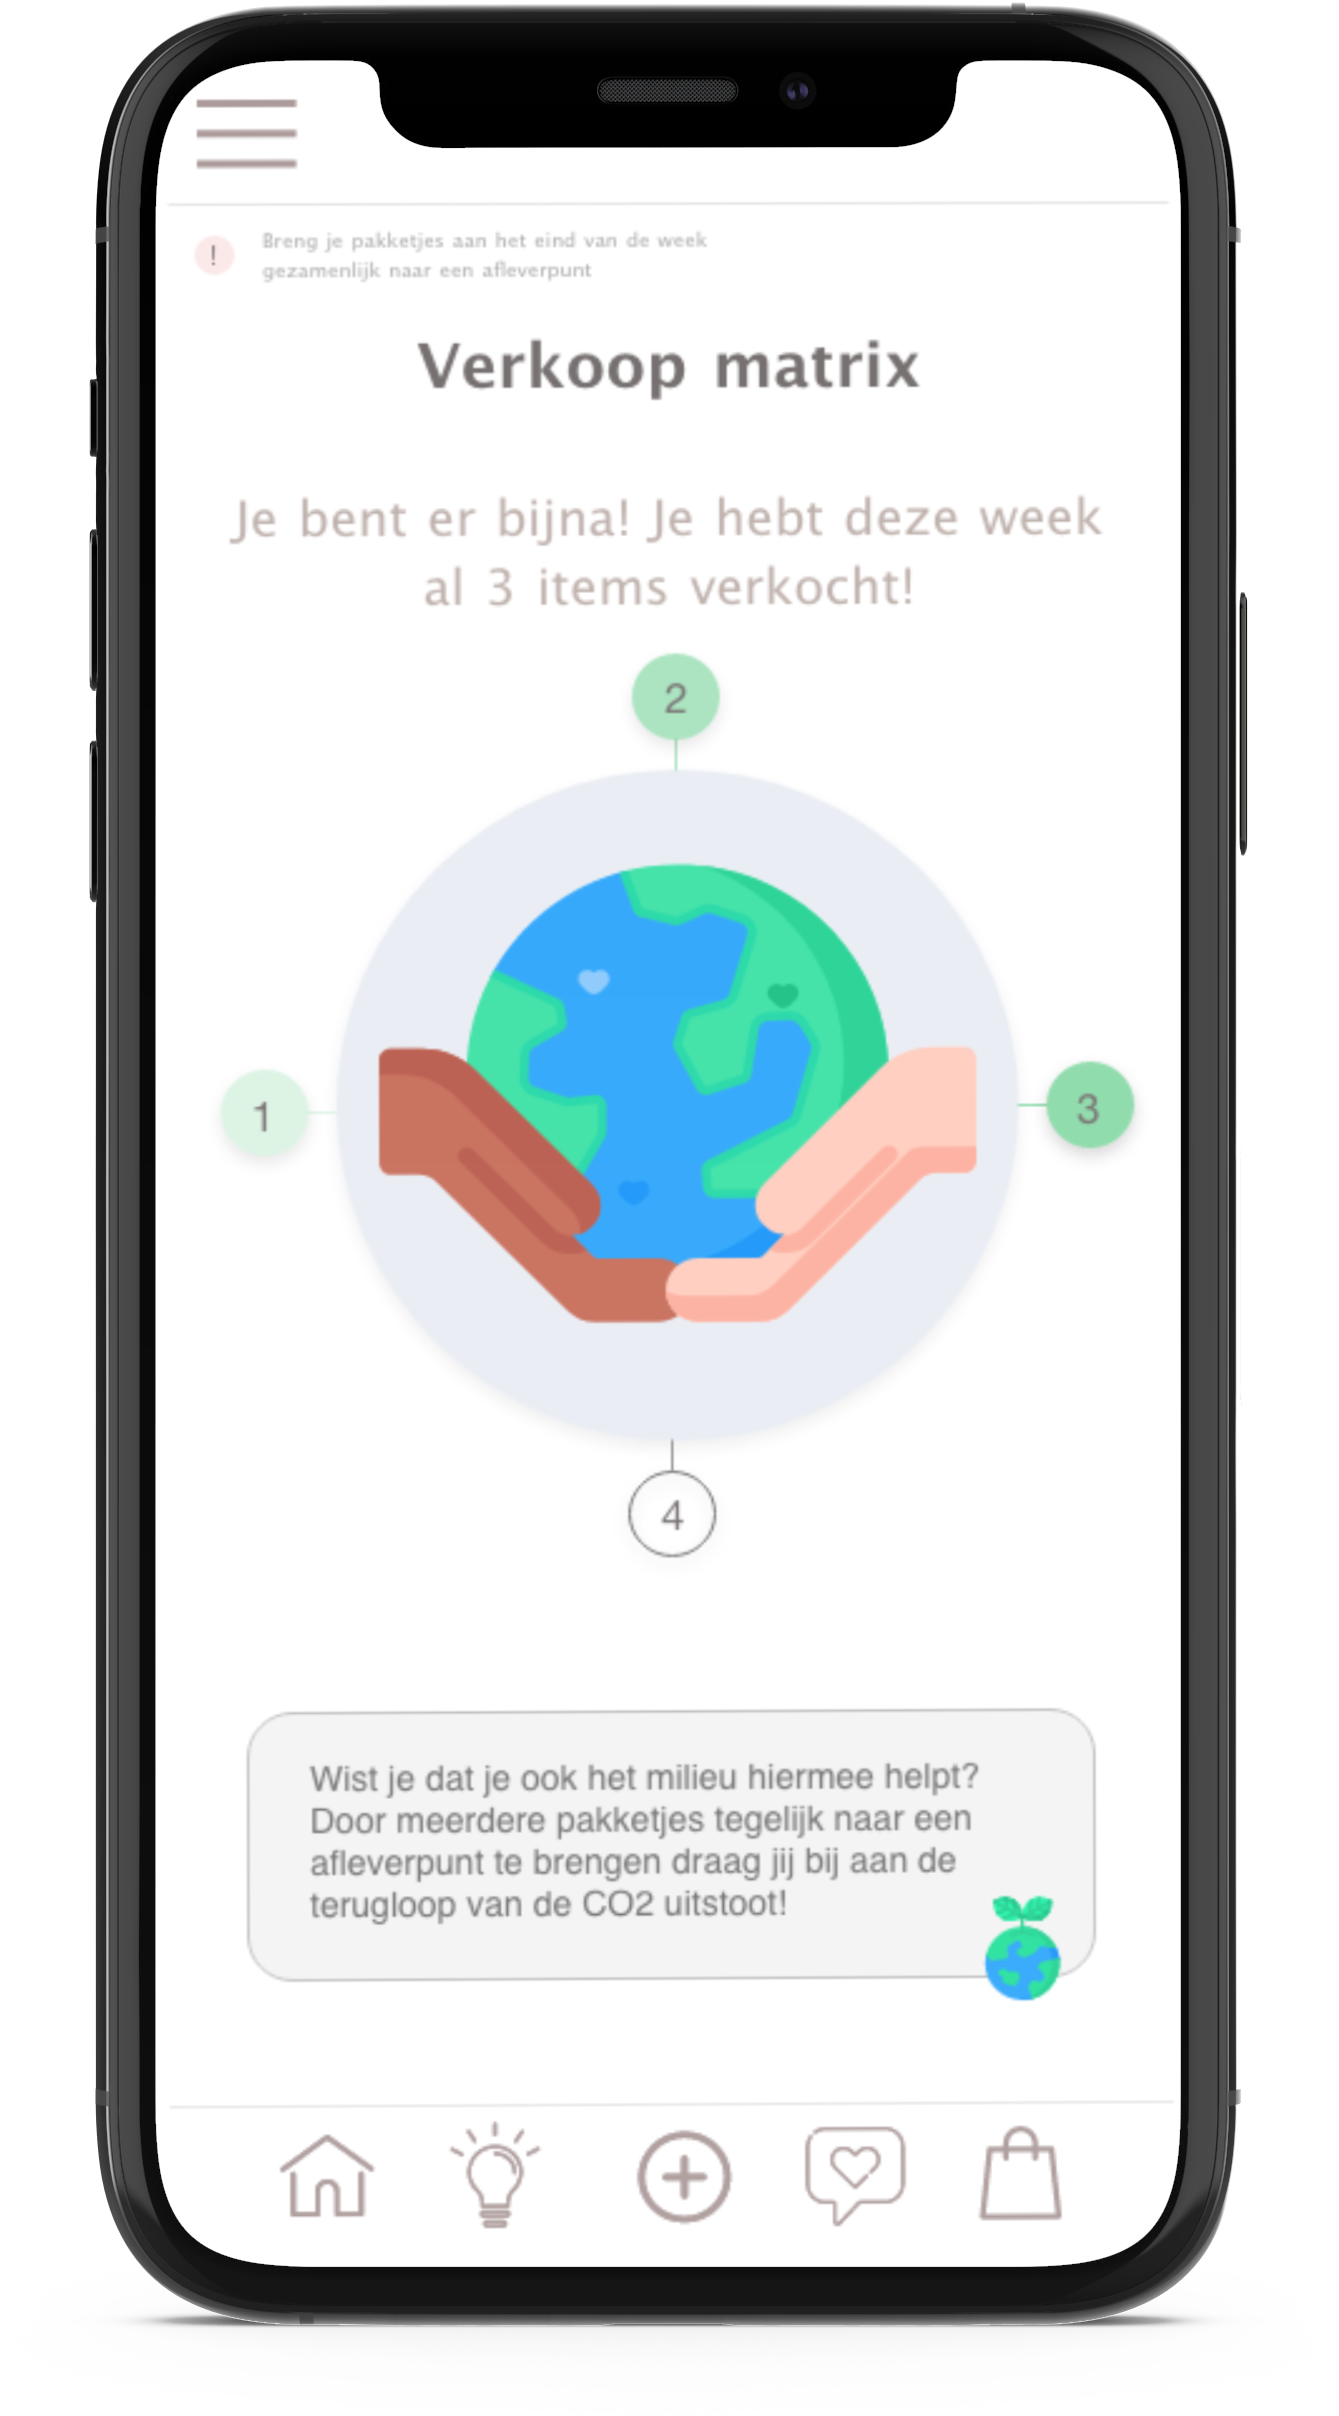 !
Breng je pakketjes aan het eind van de week
gezamenlijk naar een afleverpunt
Verkoop matrix
Je bent er bijna! Je hebt deze week
al 3 items verkocht!
2
1
3
4
Wist je dat je ook het milieu hiermee helpt?
Door meerdere pakketjes tegelijk naar een
afleverpunt te brengen draag jij bij aan de
terugloop van de CO2 uitstoot!